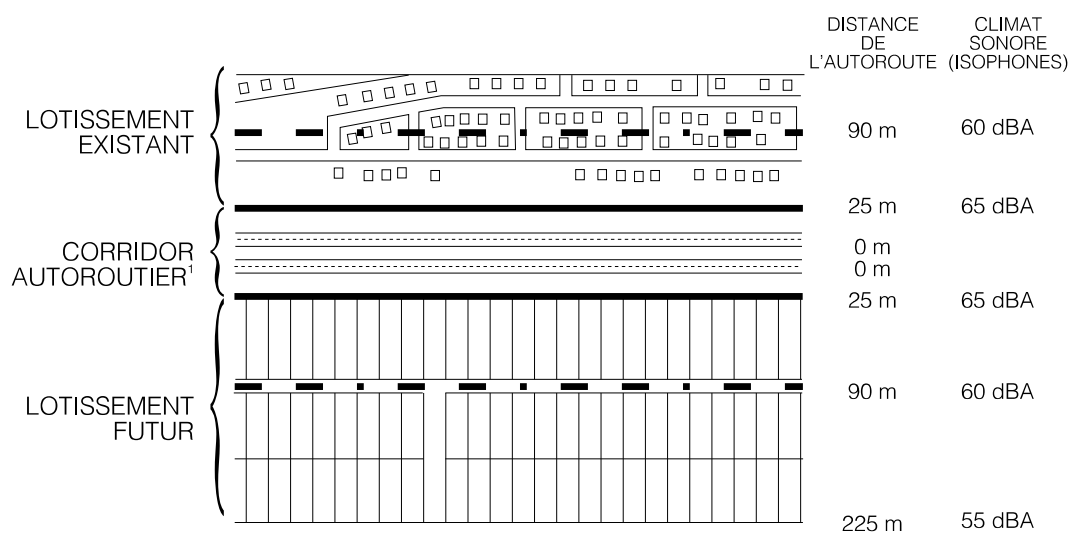 DISTANCE
DE
L'AUTOROUTE
CLIMAT
SONORE
(ISOPHONES)
LOTISSEMENT
EXISTANT
90 m
60 dBA
25 m
65 dBA
CORRIDOR
AUTOROUTIER¹
0 m
0 m
25 m
65 dBA
LOTISSEMENT
FUTUR
90 m
60 dBA
225 m
55 dBA